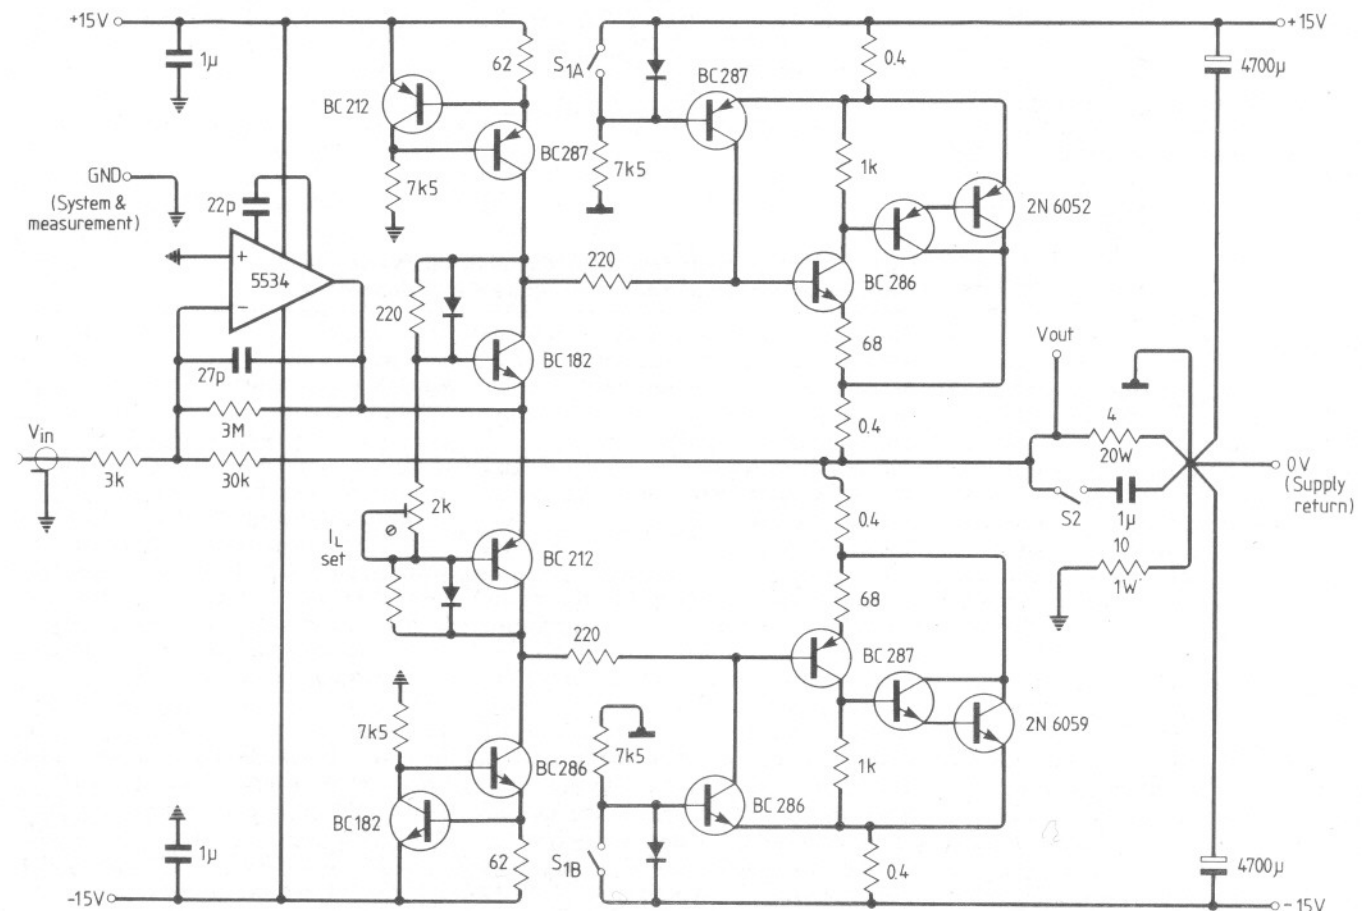 +15V
1µ
BC 212
62
BC287
7k5
S1A
BC287
7k5
0.4
1k
2N 6052
+15V
4700µ
GND
(System &
measurement)
22p
+
5534
−
27p
220
BC 182
220
BC 286
68
0.4
Vout
4
20W
S2
1µ
10
1W
0V
(Supply
return)
Vin
3k
3M
30k
2k
IL
set
BC 212
0.4
68
220
BC 287
2N 6059
1k
7k5
BC286
BC182
62
7k5
BC 286
S1B
0.4
1µ
-15V
4700µ
-15V